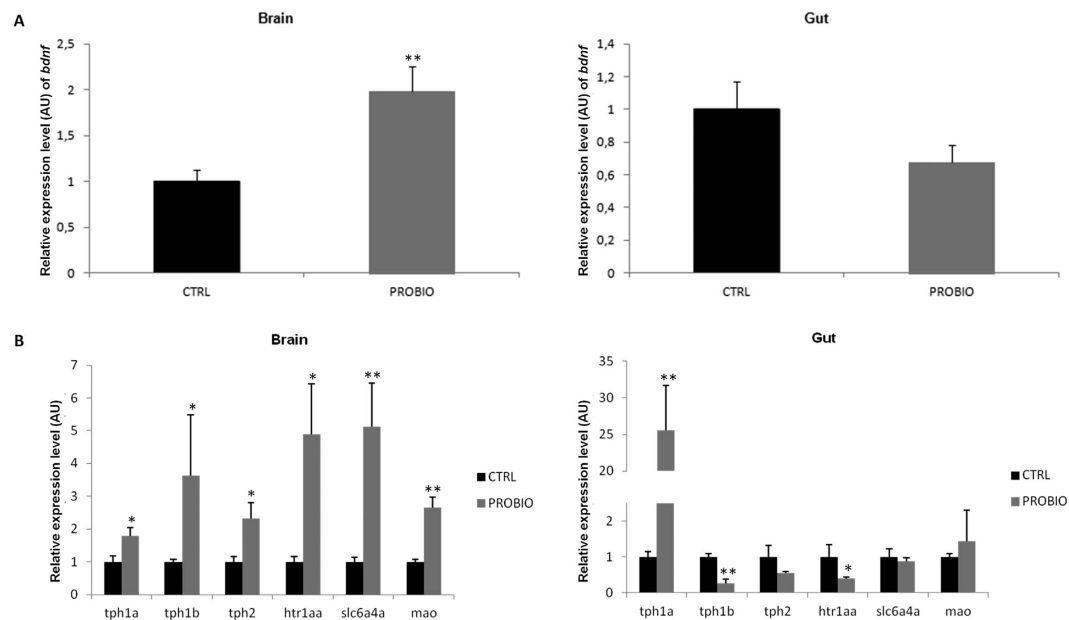 A
Brain
Relative expression level (AU) of bdnf
2,5
2
1,5
1
0,5
0
**
CTRL
PROBIO
Gut
Relative expression level (AU) of bdnf
1,4
1,2
1
0,8
0,6
0,4
0,2
0
CTRL
PROBIO
B
Brain
Relative expression level (AU)
7
6
5
4
3
2
1
0
*
*
*
*
**
**
tph1a
tph1b
tph2
htr1aa
slc6a4a
mao
CTRL
PROBIO
Gut
Relative expression level (AU)
35
30
25
20
2
1
0
**
**
*
tph1a
tph1b
tph2
htr1aa
slc6a4a
mao
CTRL
PROBIO